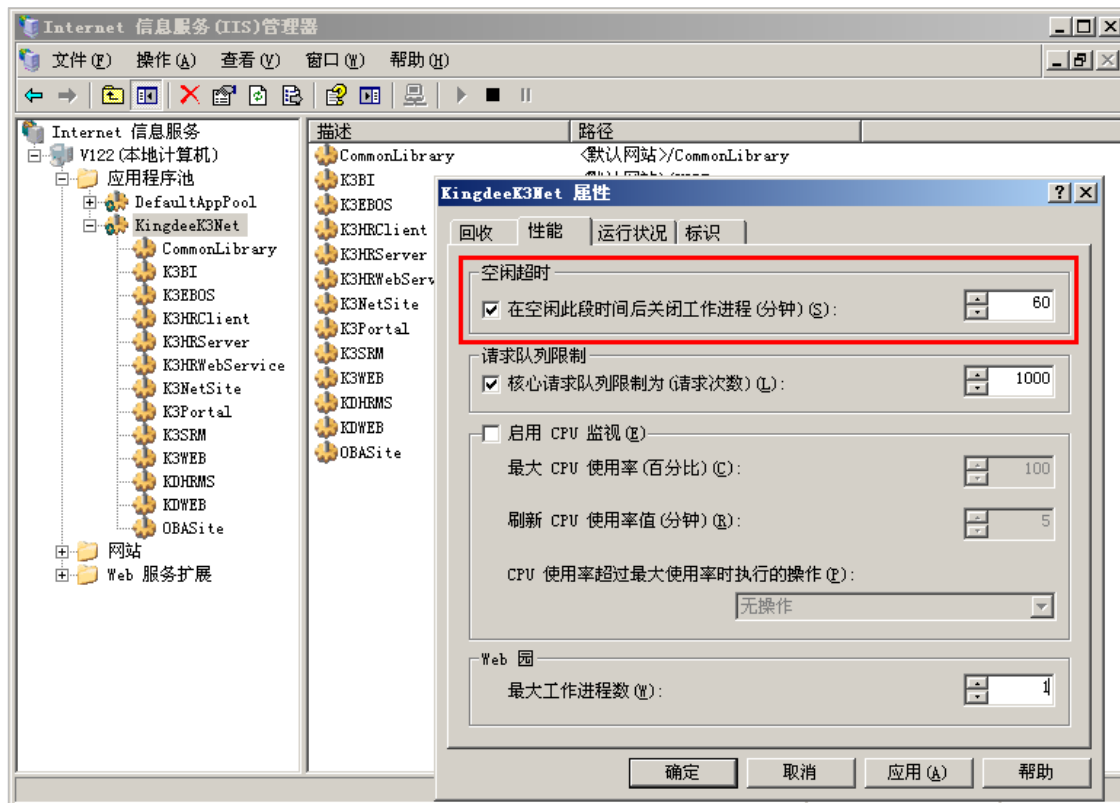 Internet 信息服务(IIS)管理器
文件(F) 操作(A) 查看(V) 窗口(W) 帮助(H)
Internet 信息服务
V122(本地计算机)
应用程序池
DefaultAppPool
KingdeeK3Net
CommonLibrary
K3BI
K3EBOS
K3HRClient
K3HRServer
K3HRWebService
K3NetSite
K3Portal
K3SRM
K3WEB
KDHRMS
KDWEB
OBASite
网站
Web 服务扩展
描述 路径
CommonLibrary <默认网站>/CommonLibrary
K3BI
K3EBOS
K3HRClient
K3HRServer
K3HRWebServ
K3NetSite
K3Portal
K3SRM
K3WEB
KDHRMS
KDWEB
OBASite
KingdeeK3Net 属性
回收 性能 运行状况 标识
空闲超时
在空闲此段时间后关闭工作进程(分钟)(S): 60
请求队列限制
核心请求队列限制为(请求次数)(L): 1000
启用 CPU 监视(E)
最大 CPU 使用率(百分比)(C): 100
刷新 CPU 使用率值(分钟)(R): 5
CPU 使用率超过最大使用率时执行的操作(P):
无操作
Web 园
最大工作进程数(W): 1
确定 取消 应用(A) 帮助